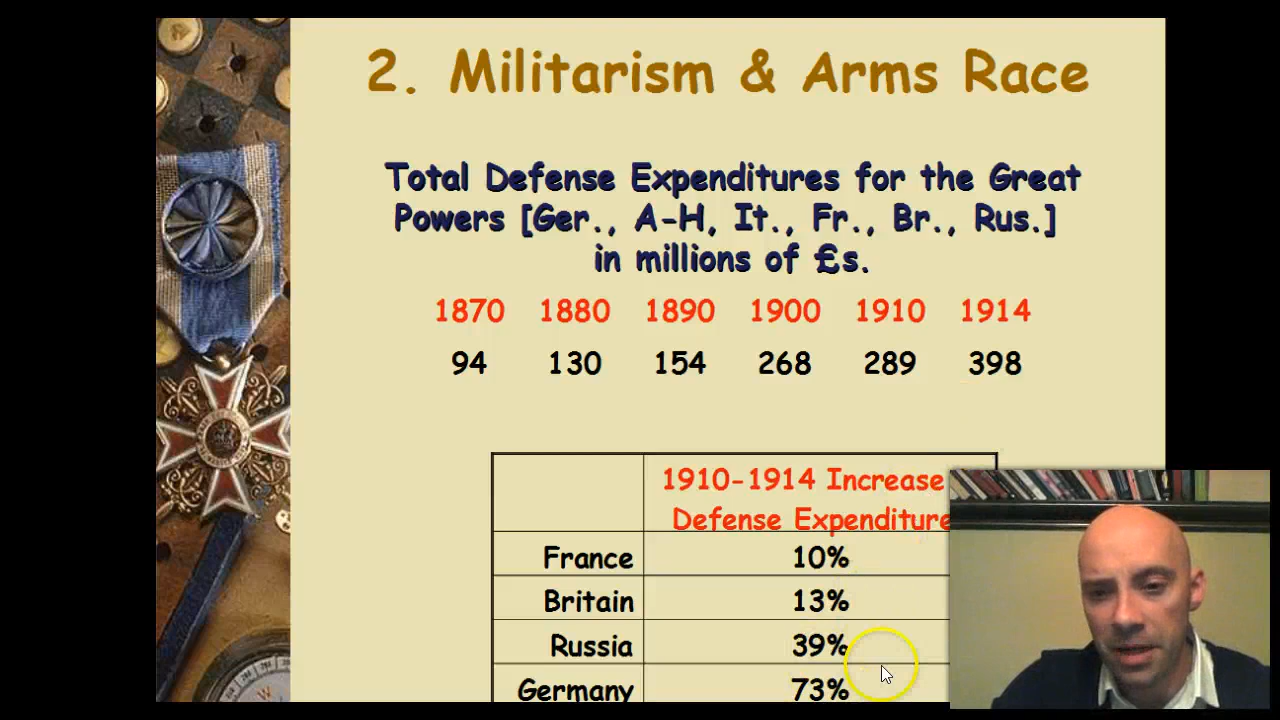 2. Militarism & Arms Race
Total Defense Expenditures for the Great
Powers [Ger., A-H, It., Fr., Br., Rus.]
in millions of £s.
1870 1880 1890 1900 1910 1914
94 130 154 268 289 398
1910-1914 Increase
Defense Expenditure
France 10%
Britain 13%
Russia 39%
Germany 73%